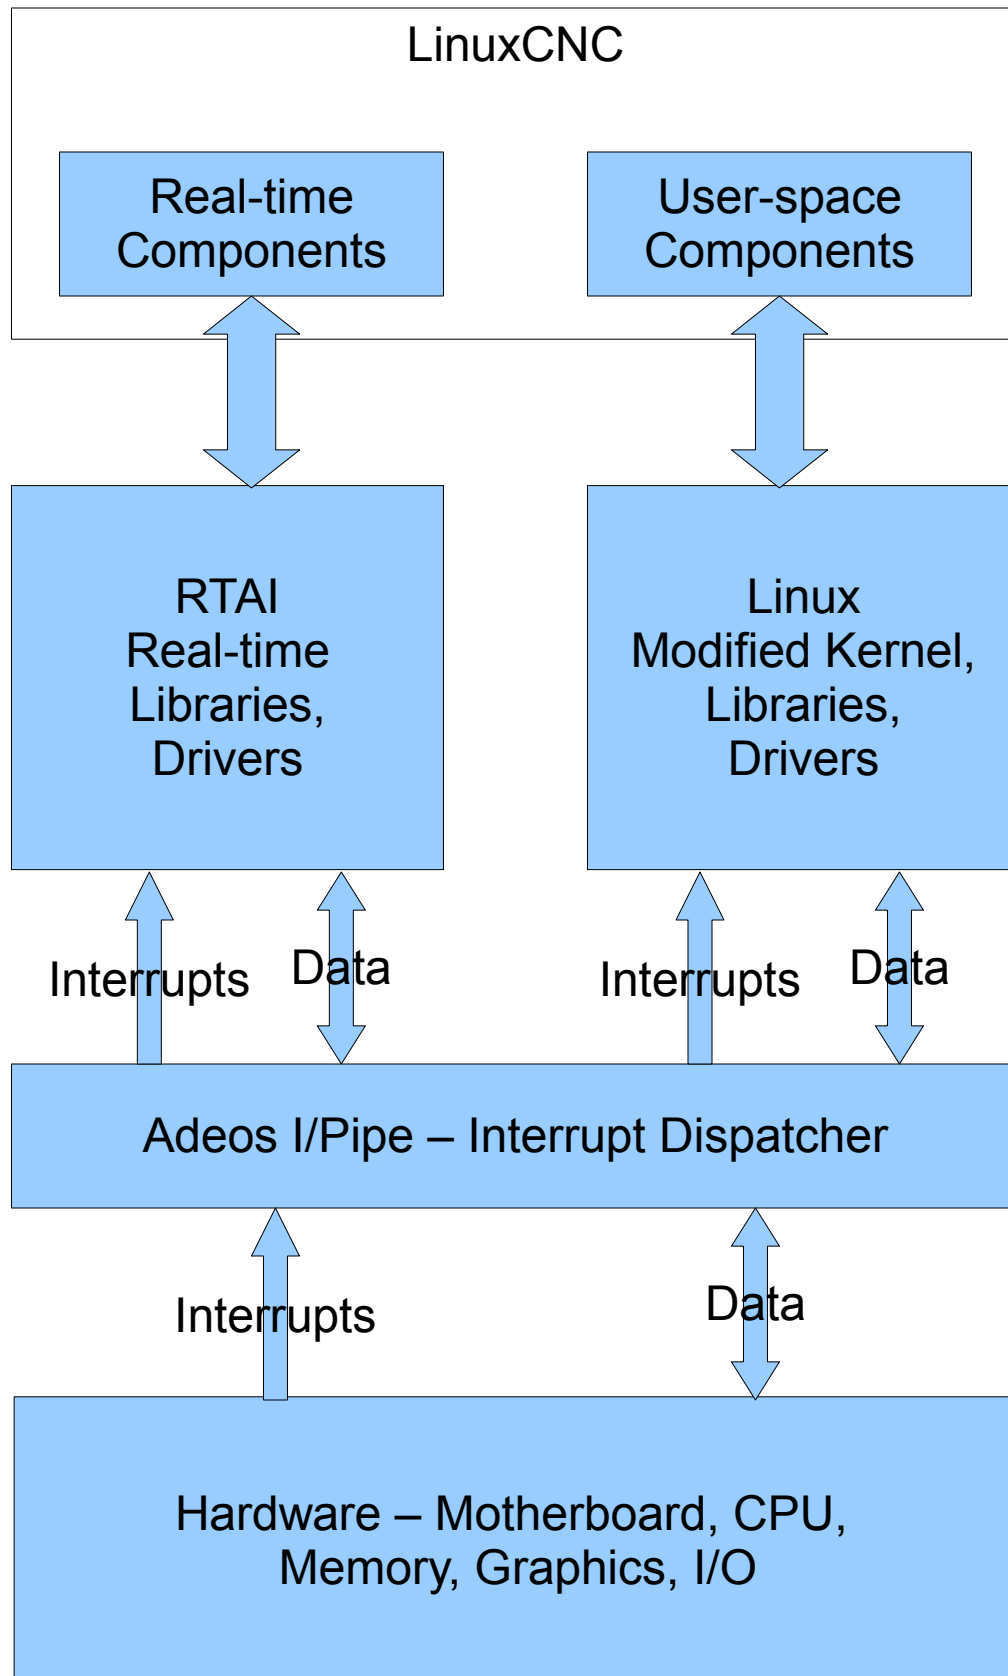 LinuxCNC
Real-time
Components
User-space
Components
RTAI
Real-time
Libraries,
Drivers
Linux
Modified Kernel,
Libraries,
Drivers
Interrupts
Data
Interrupts
Data
Adeos I/Pipe – Interrupt Dispatcher
Interrupts
Data
Hardware – Motherboard, CPU,
Memory, Graphics, I/O